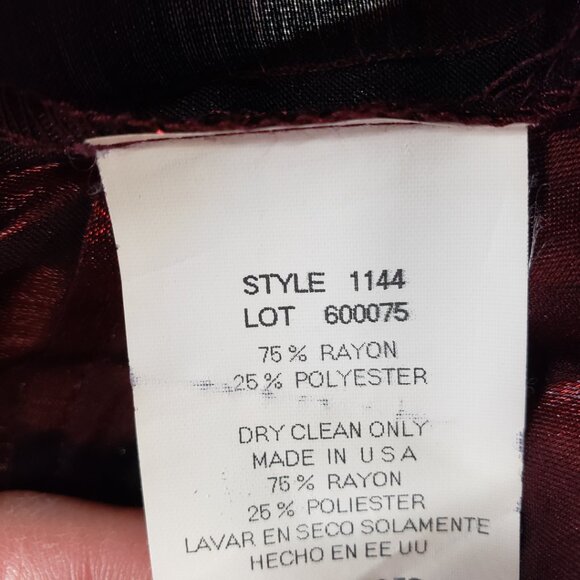 STYLE 1144
LOT 600075
75% RAYON
25% POLYESTER
DRY CLEAN ONLY
MADE IN U S A
75% RAYON
25% POLIESTER
LAVAR EN SECO SOLAMENTE
HECHO EN EE UU